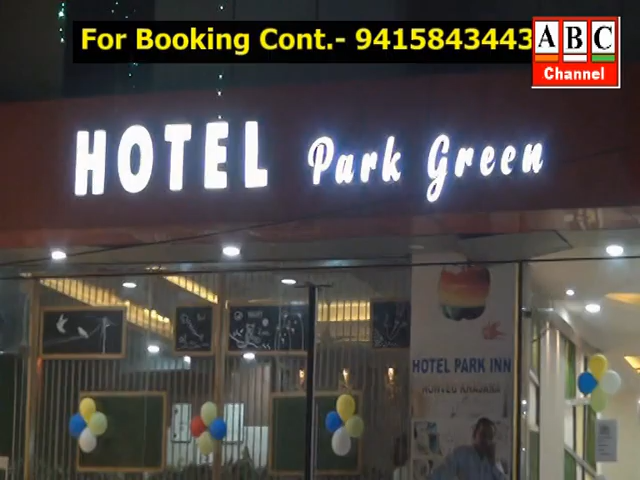 For Booking Cont.- 9415843443
ABC
Channel
HOTEL Park Green
HOTEL PARK INN